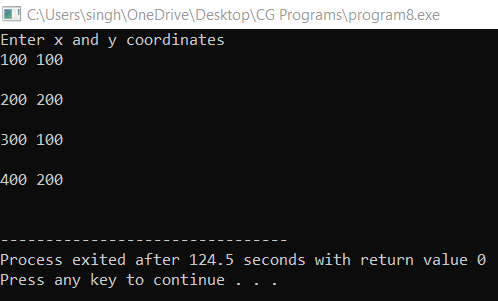 C:\Users\singh\OneDrive\Desktop\CG Programs\program8.exe
Enter x and y coordinates
100 100
200 200
300 100
400 200
--------------------------------
Process exited after 124.5 seconds with return value 0
Press any key to continue . . .